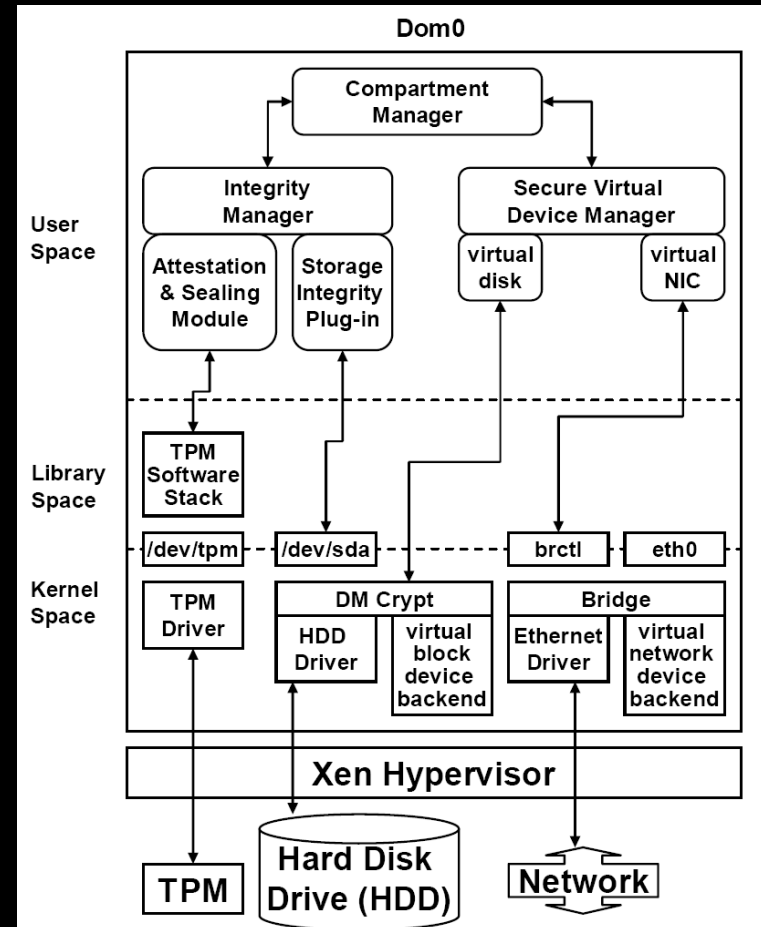 Dom0
Compartment
Manager
Integrity
Manager
Secure Virtual
Device Manager
User
Space
Attestation
& Sealing
Module
Storage
Integrity
Plug-in
virtual
disk
virtual
NIC
Library
Space
TPM
Software
Stack
/dev/tpm
/dev/sda
brctl
eth0
Kernel
Space
TPM
Driver
DM Crypt
HDD
Driver
virtual
block
device
backend
Bridge
Ethernet
Driver
virtual
network
device
backend
Xen Hypervisor
TPM
Hard Disk
Drive (HDD)
Network